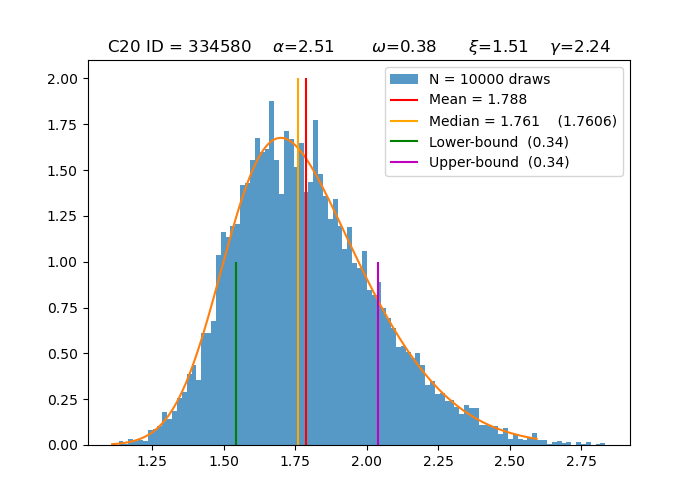 C20 ID = 334580 α=2.51 ω=0.38 ξ=1.51 γ=2.24
N = 10000 draws
Mean = 1.788
Median = 1.761 (1.7606)
Lower-bound (0.34)
Upper-bound (0.34)
2.00
1.75
1.50
1.25
1.00
0.75
0.50
0.25
0.00
1.25 1.50 1.75 2.00 2.25 2.50 2.75